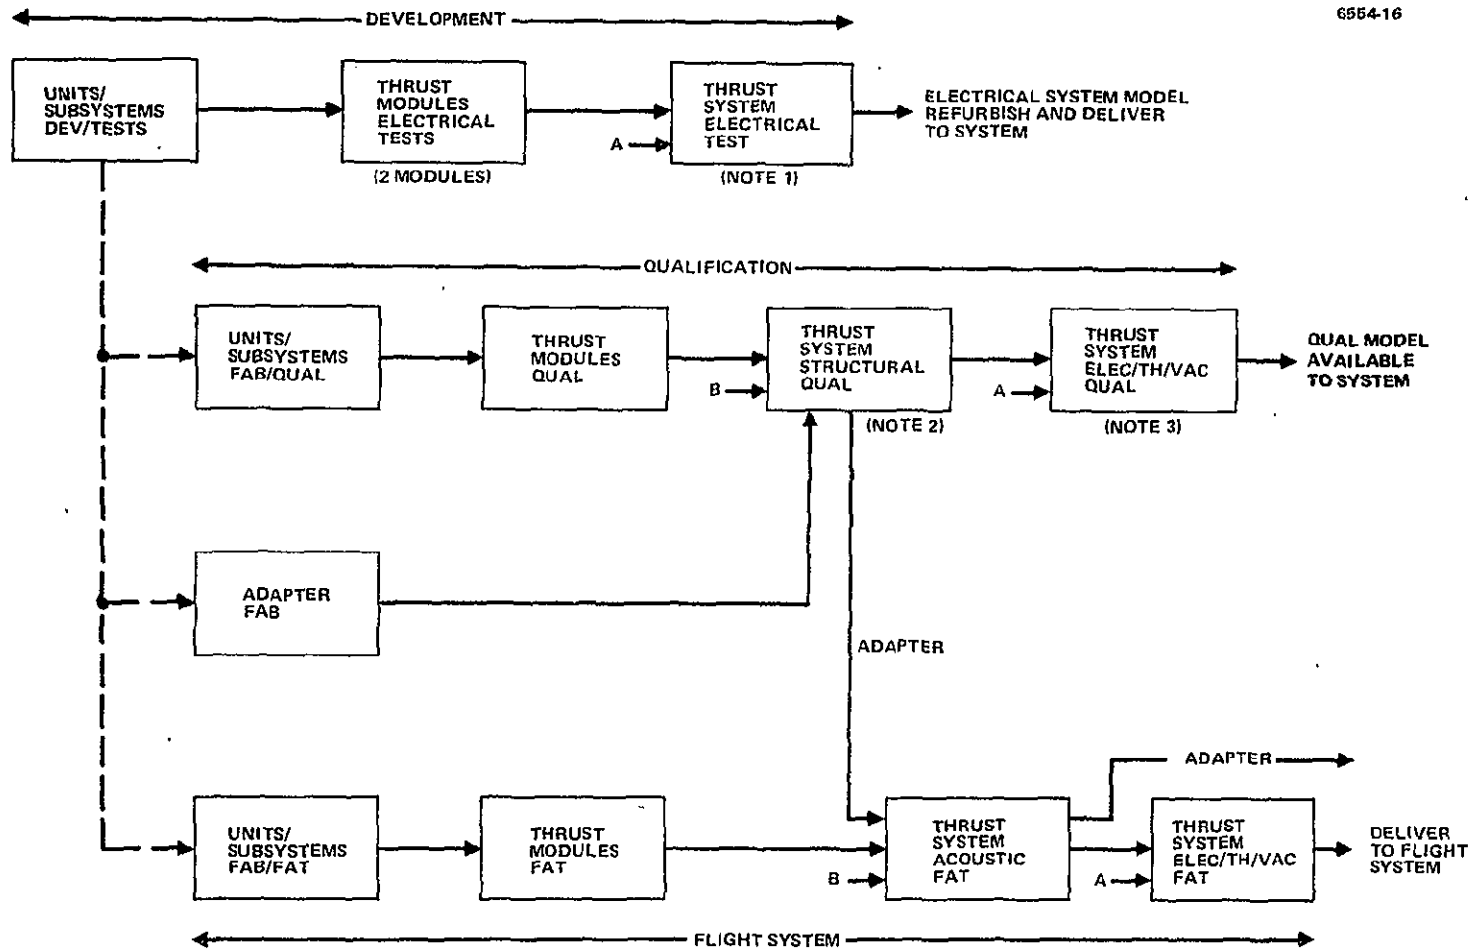 6554-16
DEVELOPMENT
UNITS/
SUBSYSTEMS
DEV/TESTS
THRUST
MODULES
ELECTRICAL
TESTS
(2 MODULES)
THRUST
SYSTEM
ELECTRICAL
TEST
A
(NOTE 1)
ELECTRICAL SYSTEM MODEL
REFURBISH AND DELIVER
TO SYSTEM
QUALIFICATION
UNITS/
SUBSYSTEMS
FAB/QUAL
THRUST
MODULES
QUAL
B
THRUST
SYSTEM
STRUCTURAL
QUAL
(NOTE 2)
A
THRUST
SYSTEM
ELEC/TH/VAC
QUAL
(NOTE 3)
QUAL MODEL
AVAILABLE
TO SYSTEM
ADAPTER
FAB
ADAPTER
ADAPTER
UNITS/
SUBSYSTEMS
FAB/FAT
THRUST
MODULES
FAT
B
THRUST
SYSTEM
ACOUSTIC
FAT
A
THRUST
SYSTEM
ELEC/TH/VAC
FAT
DELIVER
TO FLIGHT
SYSTEM
FLIGHT SYSTEM